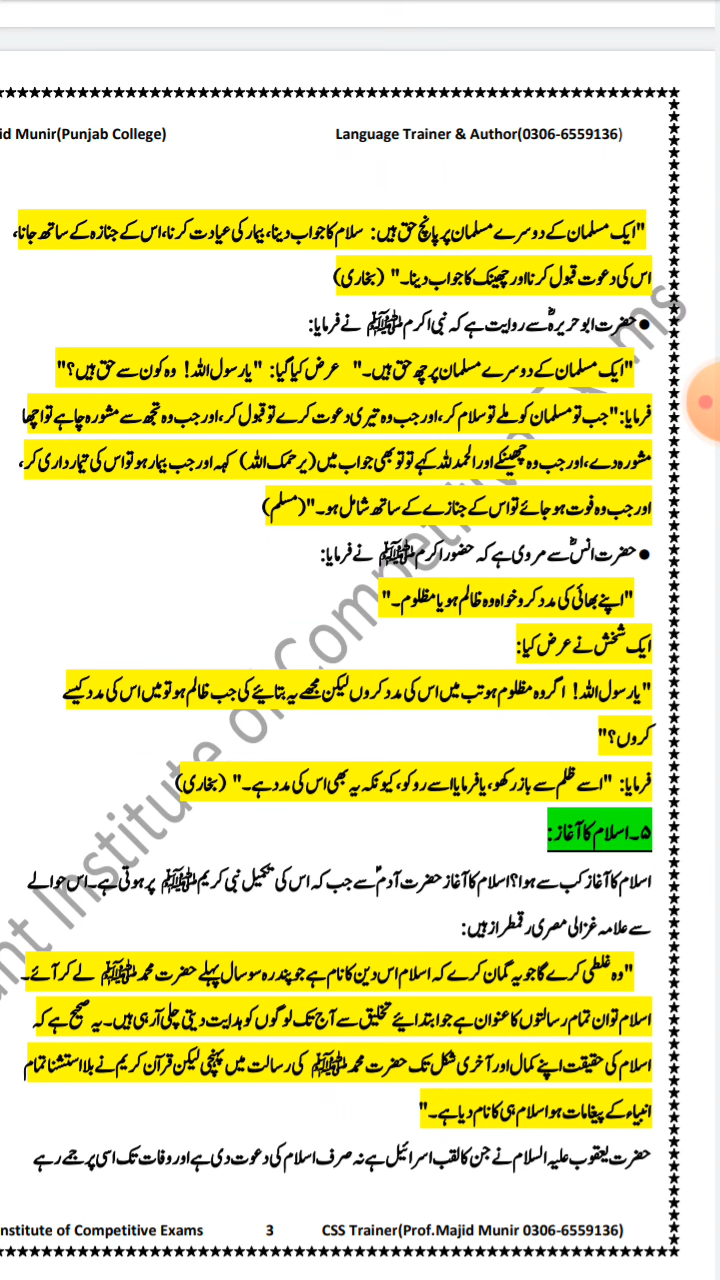 id Munir(Punjab College) Language Trainer & Author(0306-6559136)
"ایک مسلمان کے دوسرے مسلمان پر پانچ حق ہیں: سلام کا جواب دینا، بیمار کی عیادت کرنا، اس کے جنازہ کے ساتھ جانا،
اس کی دعوت قبول کرنا اور چھینک کا جواب دینا۔" (بخاری)
● حضرت ابو حریرہؓ سے روایت ہے کہ نبی اکرم ﷺ نے فرمایا:
"ایک مسلمان کے دوسرے مسلمان پر چھ حق ہیں۔" عرض کیا گیا: "یا رسول اللہ! وہ کون سے حق ہیں؟"
فرمایا: "جب تو مسلمان کو ملے تو سلام کر، اور جب وہ تیری دعوت کرے تو قبول کر، اور جب وہ تجھ سے مشورہ چاہے تو اچھا
مشورہ دے، اور جب وہ چھینکے اور الحمد للہ کہے تو تو بھی جواب میں (یرحمک اللہ) کہہ اور جب بیمار ہو تو اس کی تیمارداری کر،
اور جب وہ فوت ہو جائے تو اس کے جنازے کے ساتھ شامل ہو۔" (مسلم)
● حضرت انسؓ سے مروی ہے کہ حضور اکرم ﷺ نے فرمایا:
"اپنے بھائی کی مدد کرو خواہ وہ ظالم ہو یا مظلوم۔"
ایک شخش نے عرض کیا:
"یا رسول اللہ! اگر وہ مظلوم ہو تب میں اس کی مدد کروں لیکن مجھے یہ بتائیے کی جب ظالم ہو تو میں اس کی مدد کیسے
کروں؟"
فرمایا: "اسے ظلم سے باز رکھو، یا فرمایا اسے روکو، کیونکہ یہ بھی اس کی مدد ہے۔" (بخاری)
۵۔ اسلام کا آغاز:
اسلام کا آغاز کب سے ہوا؟ اسلام کا آغاز حضرت آدمؑ سے جب کہ اس کی تکمیل نبی کریم ﷺ پر ہوتی ہے۔ اس حوالے
سے علامہ غزالی مصری رقمطراز ہیں:
"وہ غلطی کرے گا جو یہ گمان کرے کہ اسلام اس دین کا نام ہے جو پندرہ سو سال پہلے حضرت محمد ﷺ لے کر آئے۔
اسلام تو ان تمام رسالتوں کا عنوان ہے جو ابتدائے تخلیق سے آج تک لوگوں کو ہدایت دیتی چلی آرہی ہیں۔ یہ صحیح ہے کہ
اسلام کی حقیقت اپنے کمال اور آخری شکل تک حضرت محمد ﷺ کی رسالت میں پہنچی لیکن قرآن کریم نے بلا استشنا تمام
انبیاء کے پیغامات ہو اسلام ہی کا نام دیا ہے۔"
حضرت یعقوب علیہ السلام نے جن کا لقب اسرائیل ہے نہ صرف اسلام کی دعوت دی ہے اور وفات تک اسی پر جمے رہے
nstitute of Competitive Exams 3 CSS Trainer(Prof.Majid Munir 0306-6559136)
nt Institute of Competitive Exams